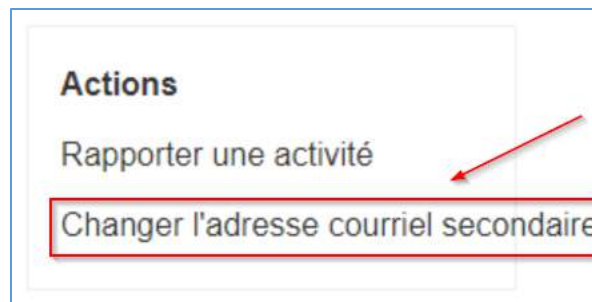 Actions
Rapporter une activité
Changer l'adresse courriel secondaire